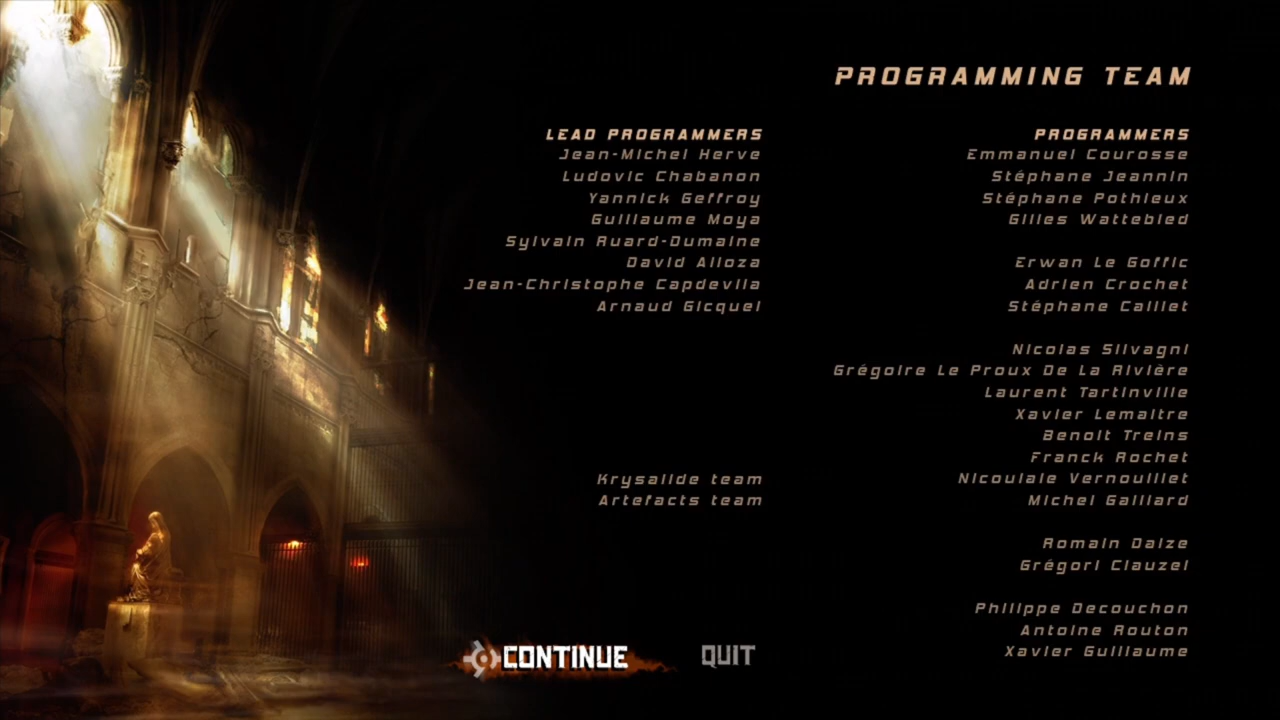 PROGRAMMING TEAM
LEAD PROGRAMMERS
Jean-Michel Herve
Ludovic Chabanon
Yannick Geffroy
Guillaume Moya
Sylvain Ruard-Dumaine
David Alloza
Jean-Christophe Capdevila
Arnaud Gicquel
Krysalide team
Artefacts team
PROGRAMMERS
Emmanuel Courosse
Stéphane Jeannin
Stéphane Pothieux
Gilles Wattebled
Erwan Le Goffic
Adrien Crochet
Stéphane Caillet
Nicolas Silvagni
Grégoire Le Proux De La Rivière
Laurent Tartinville
Xavier Lemaitre
Benoit Treins
Franck Rochet
Nicoulaie Vernouillet
Michel Gaillard
Romain Daize
Grégori Clauzel
Philippe Decouchon
Antoine Routon
Xavier Guillaume
CONTINUE
QUIT